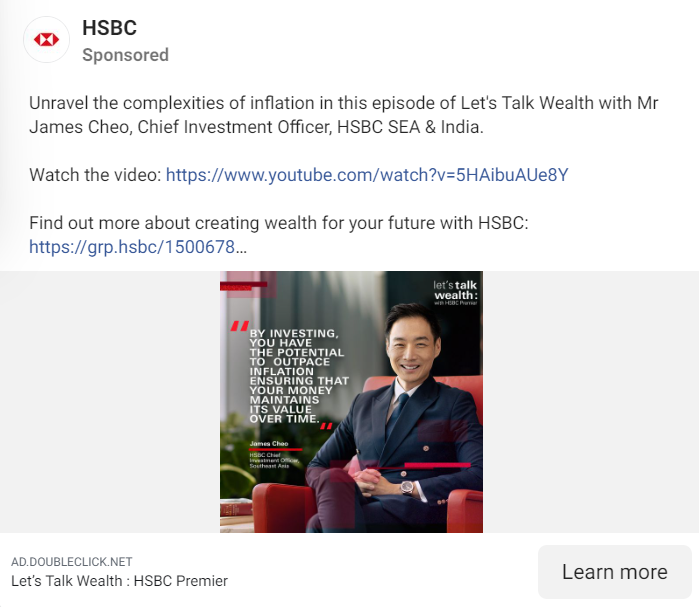 HSBC
Sponsored
Unravel the complexities of inflation in this episode of Let's Talk Wealth with Mr
James Cheo, Chief Investment Officer, HSBC SEA & India.
Watch the video: https://www.youtube.com/watch?v=5HAibuAUe8Y
Find out more about creating wealth for your future with HSBC:
https://grp.hsbc/1500678...
let's talk
wealth:
with HSBC Premier
“BY INVESTING,
YOU HAVE
THE POTENTIAL
TO OUTPACE
INFLATION
ENSURING THAT
YOUR MONEY
MAINTAINS
ITS VALUE
OVER TIME.”
James Cheo
HSBC Chief
Investment Officer,
Southeast Asia
AD.DOUBLECLICK.NET
Let's Talk Wealth : HSBC Premier
Learn more